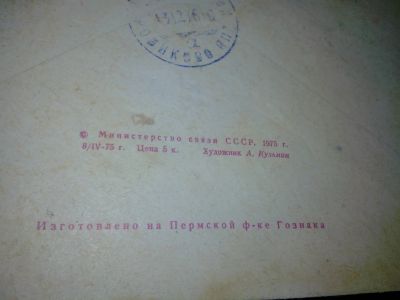 © Министерство связи СССР, 1975 г.
8/IV-75 г. Цена 5 к. Художник А. Кузьмин
Изготовлено на Пермской ф-ке Гознака